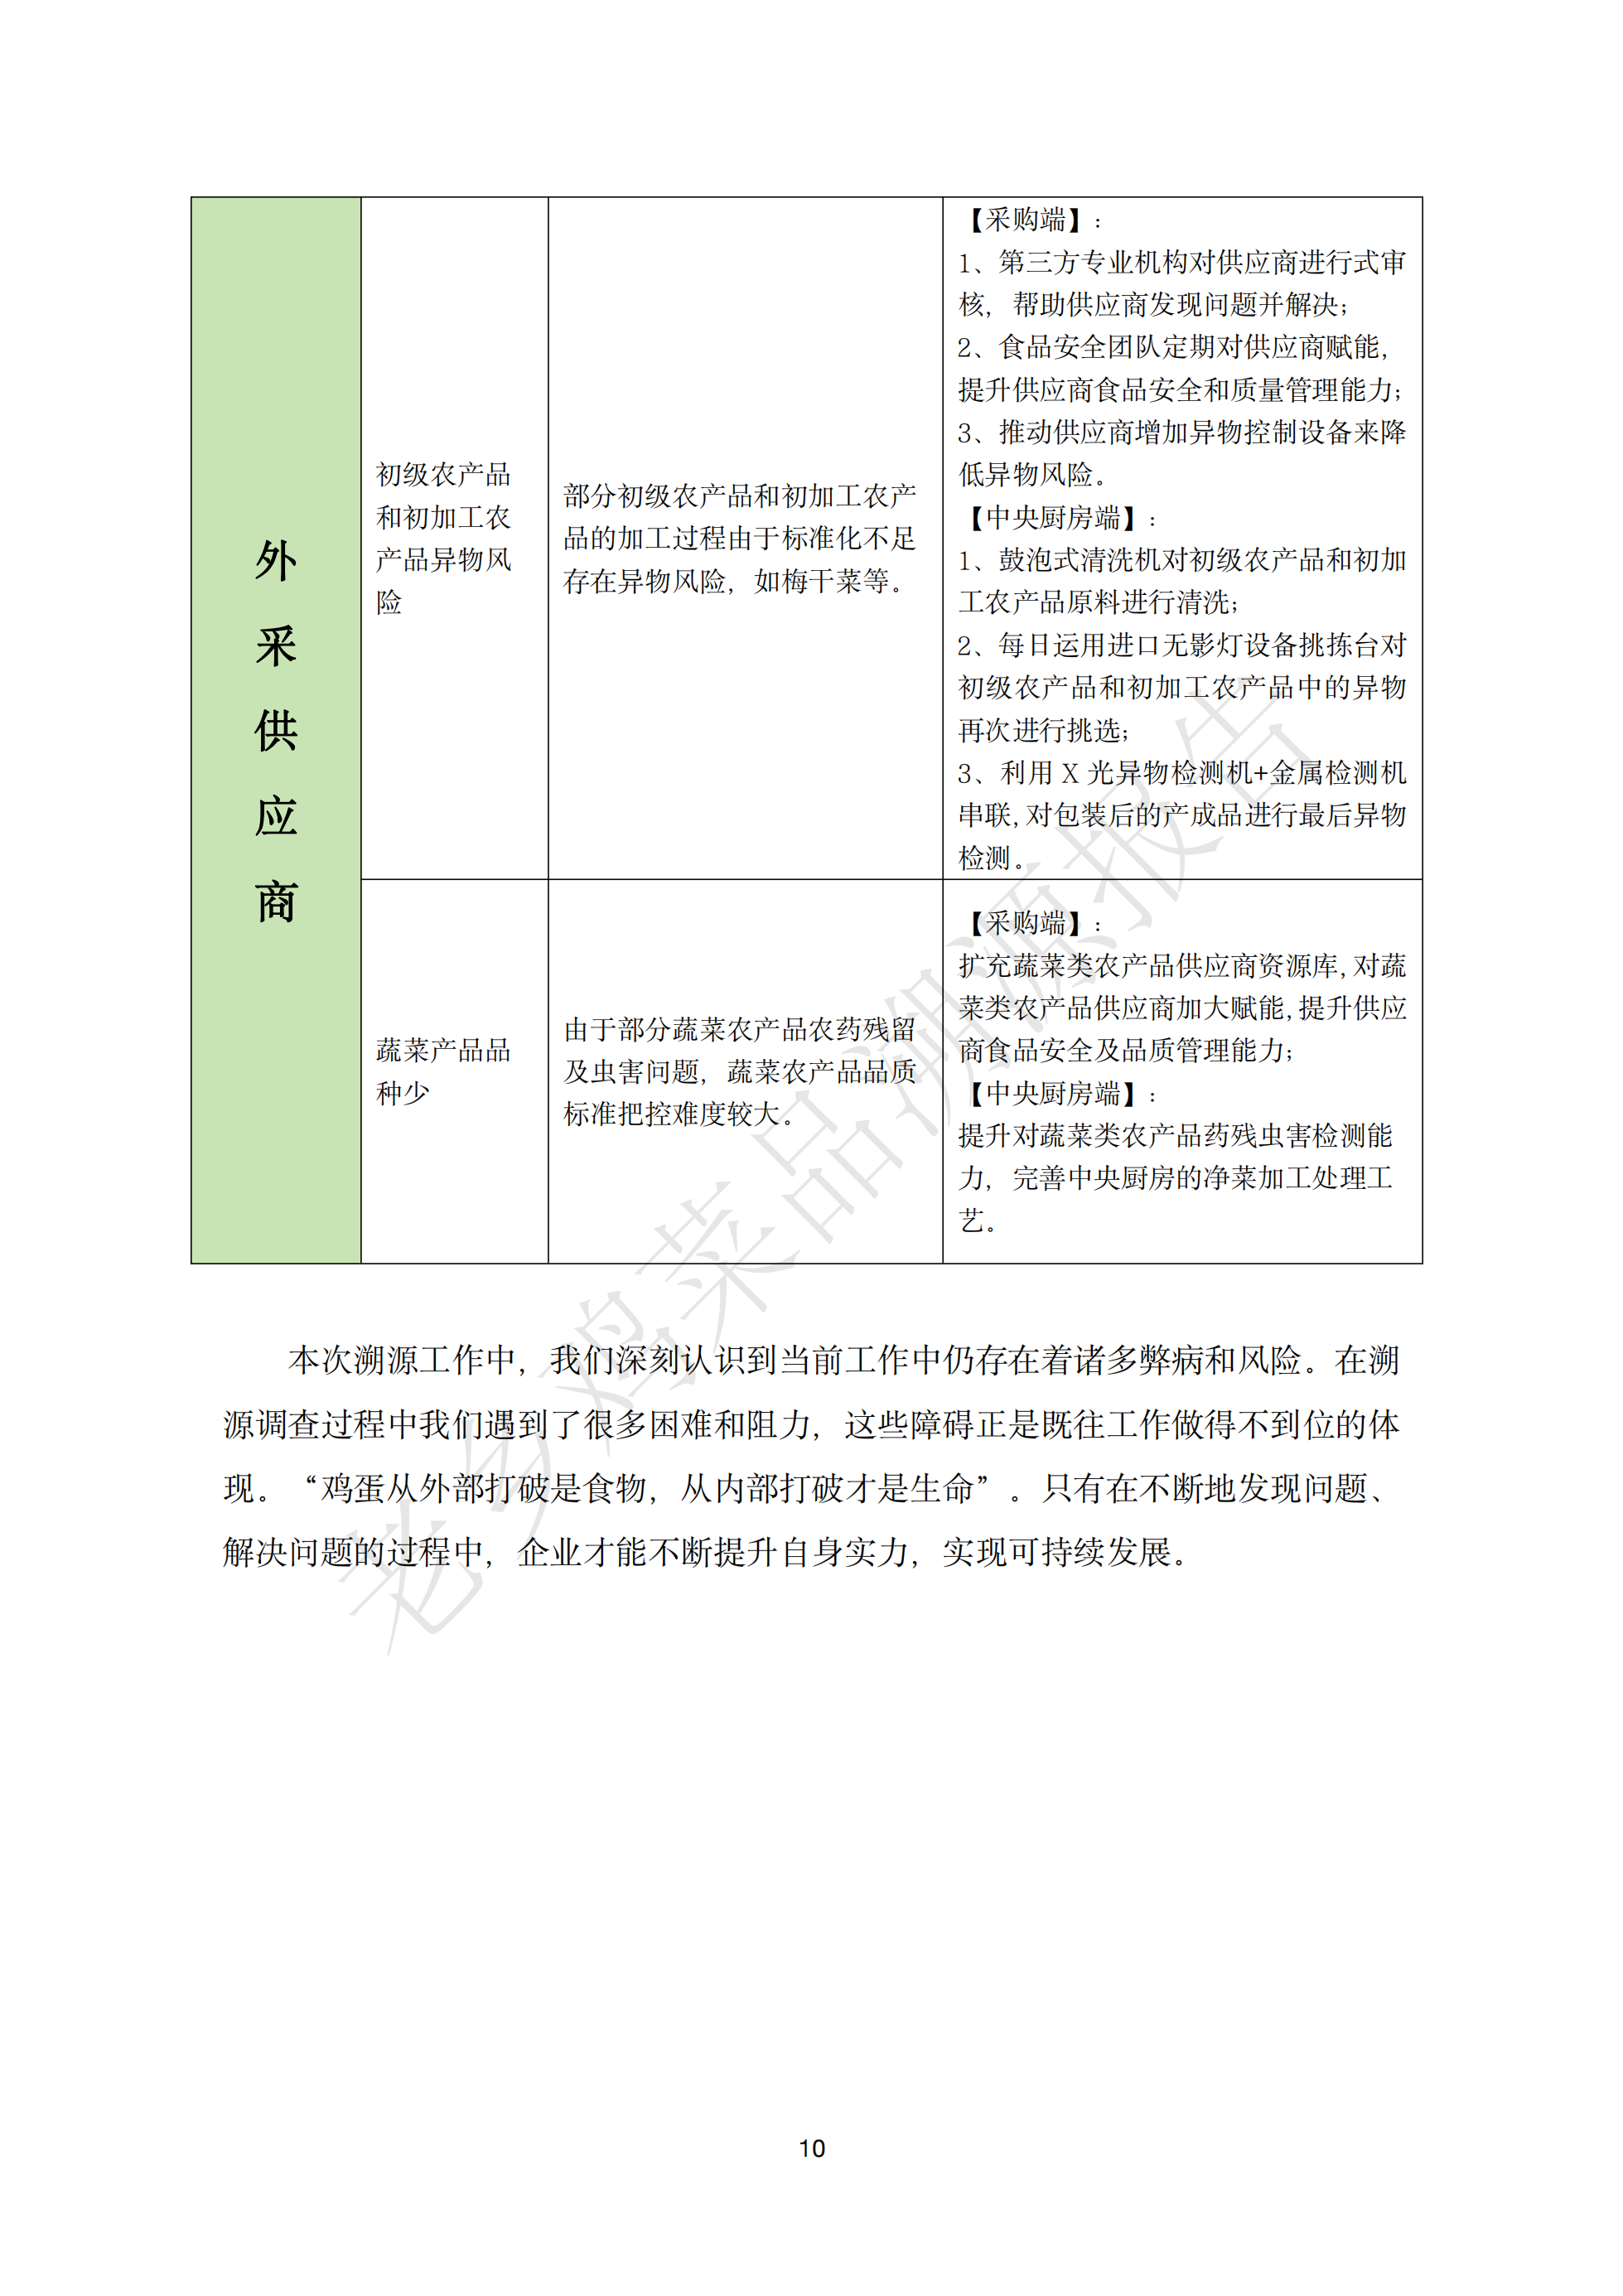 外
采
供
应
商
初级农产品
和初加工农
产品异物风
险
部分初级农产品和初加工农产
品的加工过程由于标准化不足
存在异物风险，如梅干菜等。
【采购端】：
1、第三方专业机构对供应商进行式审
核，帮助供应商发现问题并解决；
2、食品安全团队定期对供应商赋能，
提升供应商食品安全和质量管理能力；
3、推动供应商增加异物控制设备来降
低异物风险。
【中央厨房端】：
1、鼓泡式清洗机对初级农产品和初加
工农产品原料进行清洗；
2、每日运用进口无影灯设备挑拣台对
初级农产品和初加工农产品中的异物
再次进行挑选；
3、利用 X 光异物检测机+金属检测机
串联,对包装后的产成品进行最后异物
检测。
蔬菜产品品
种少
由于部分蔬菜农产品农药残留
及虫害问题，蔬菜农产品品质
标准把控难度较大。
【采购端】：
扩充蔬菜类农产品供应商资源库,对蔬
菜类农产品供应商加大赋能,提升供应
商食品安全及品质管理能力；
【中央厨房端】：
提升对蔬菜类农产品药残虫害检测能
力，完善中央厨房的净菜加工处理工
艺。
本次溯源工作中，我们深刻认识到当前工作中仍存在着诸多弊病和风险。在溯
源调查过程中我们遇到了很多困难和阻力，这些障碍正是既往工作做得不到位的体
现。“鸡蛋从外部打破是食物，从内部打破才是生命”。只有在不断地发现问题、
解决问题的过程中，企业才能不断提升自身实力，实现可持续发展。
老乡鸡菜品溯源报告
10